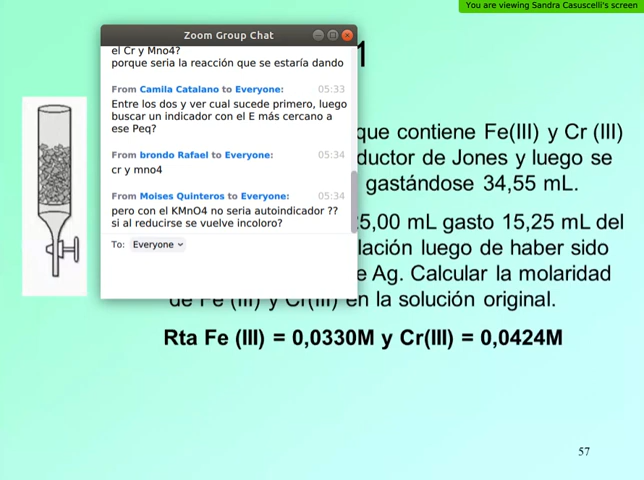 You are viewing Sandra Casuscelli's screen
Zoom Group Chat
el Cr y Mno4?
porque seria la reacción que se estaría dando
From Camila Catalano to Everyone: 05:33
Entre los dos y ver cual sucede primero, luego
buscar un indicador con el E más cercano a
ese Peq?
From brondo Rafael to Everyone: 05:34
cr y mno4
From Moises Quinteros to Everyone: 05:34
pero con el KMnO4 no seria autoindicador ??
si al reducirse se vuelve incoloro?
To: Everyone
1
que contiene Fe(III) y Cr (III)
ductor de Jones y luego se
gastándose 34,55 mL.
5,00 mL gasto 15,25 mL del
lación luego de haber sido
e Ag. Calcular la molaridad
de Fe (III) y Cr(III) en la solución original.
Rta Fe (III) = 0,0330M y Cr(III) = 0,0424M
57